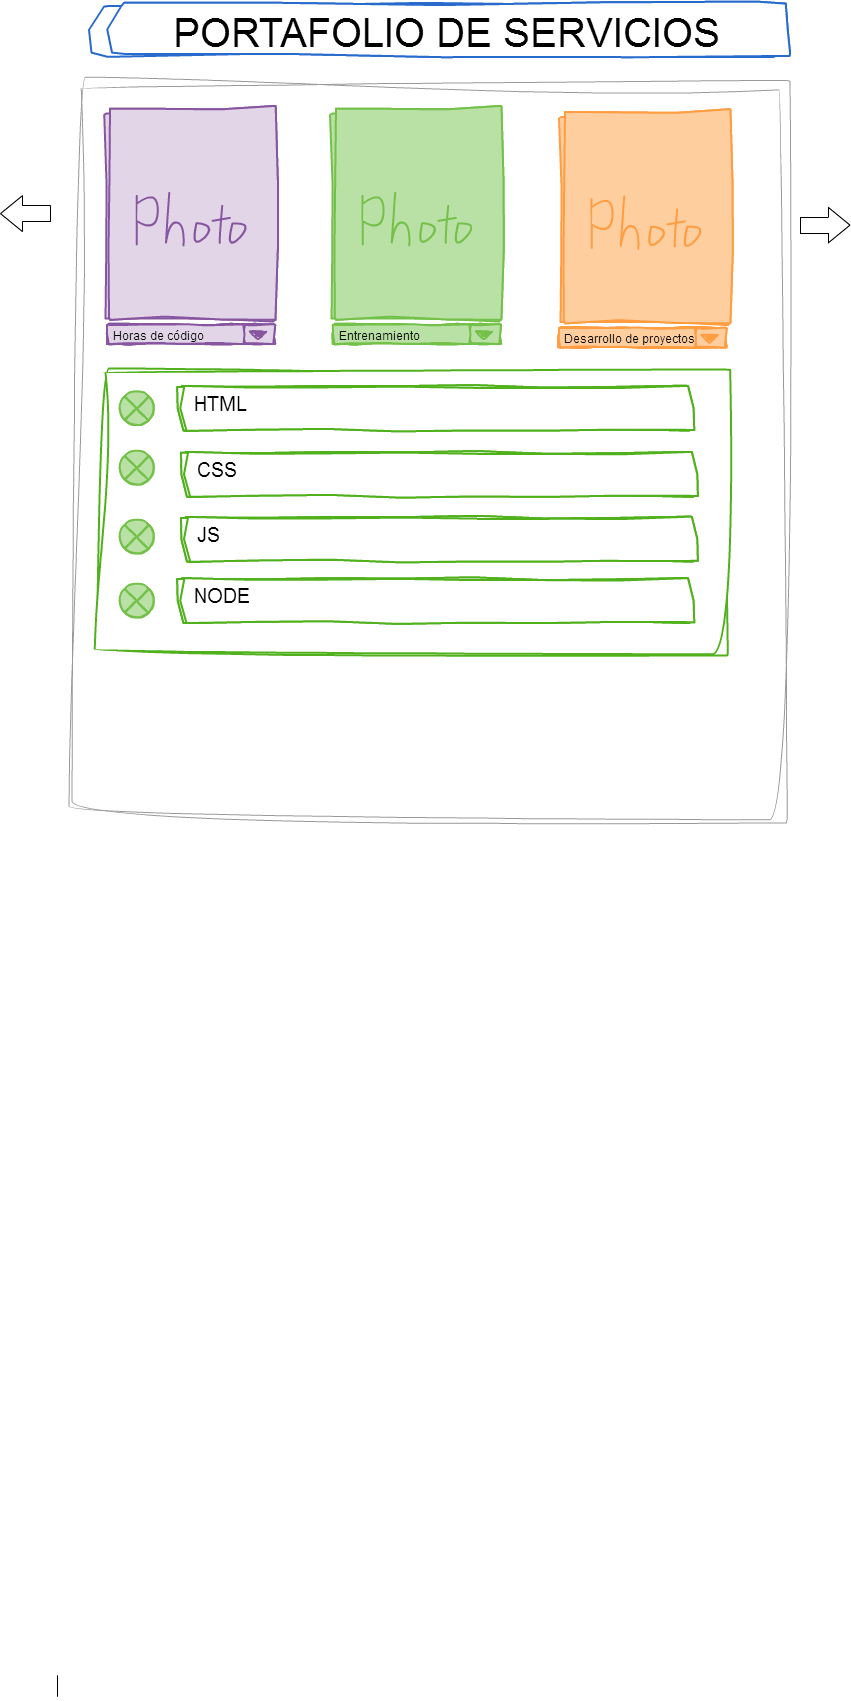 PORTAFOLIO DE SERVICIOS
Photo
Photo
Photo
Horas de código
Entrenamiento
Desarrollo de proyectos
HTML
CSS
JS
NODE